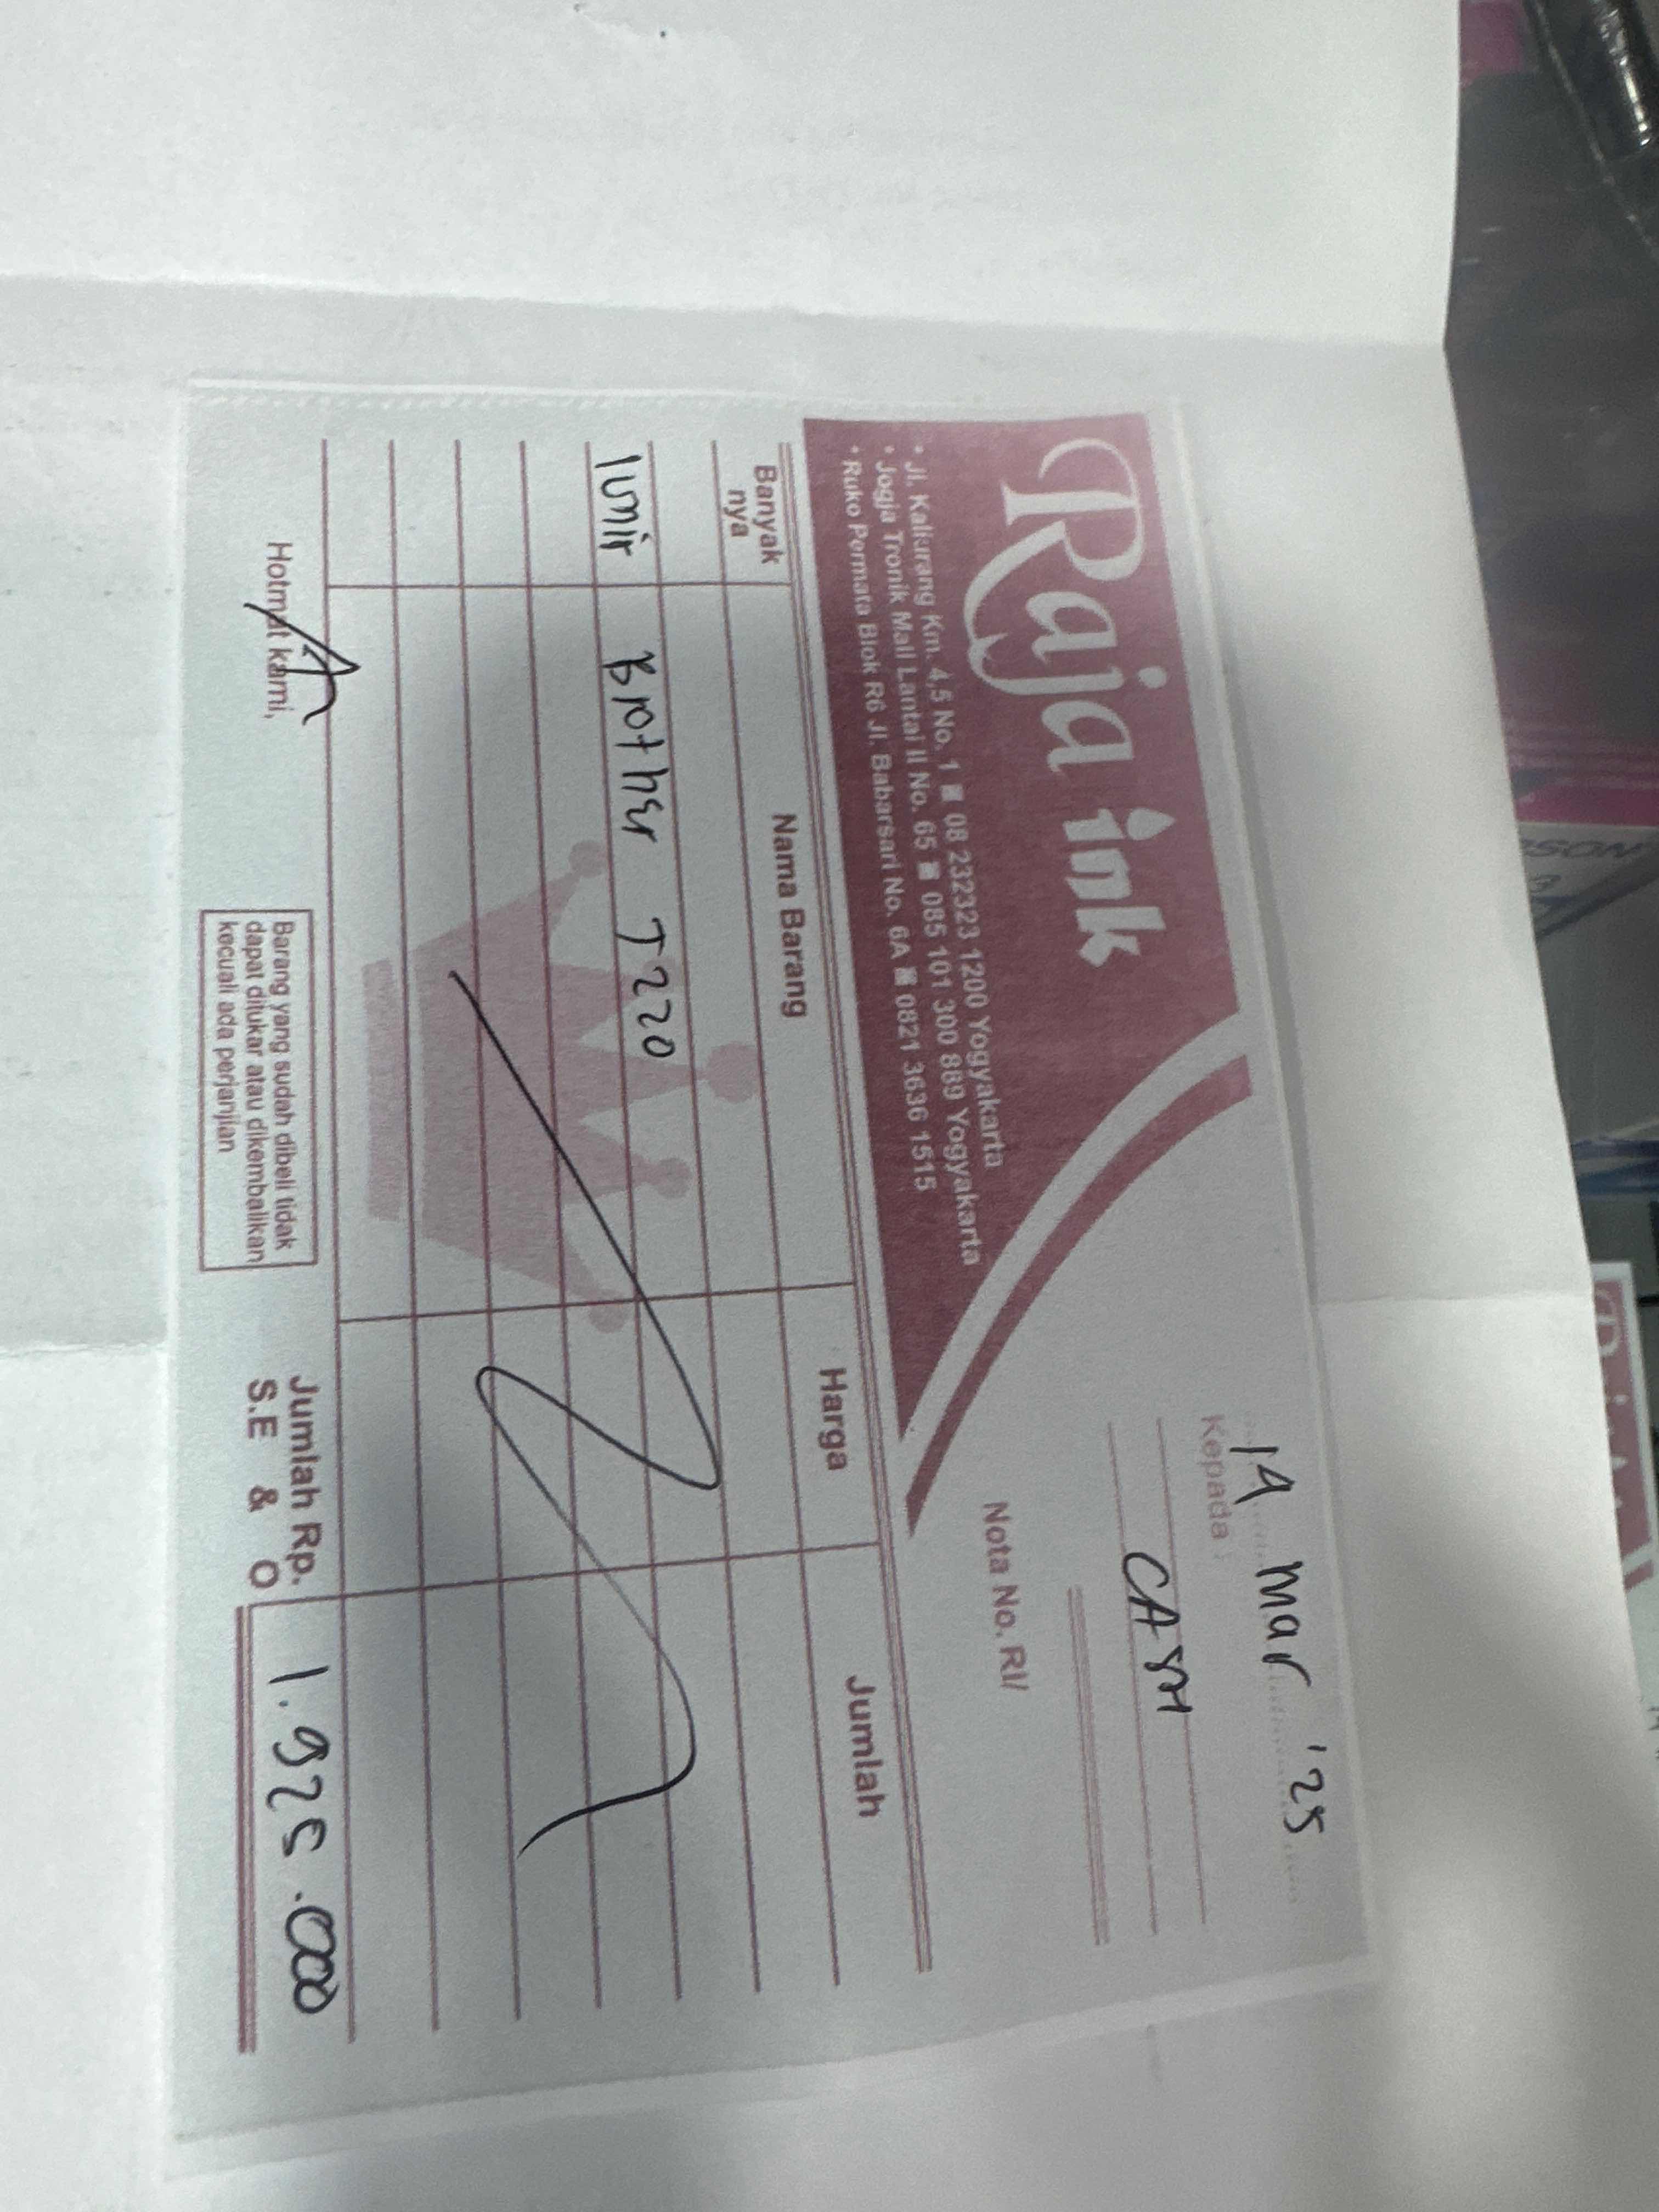 Raja ink
• Jl. Kaliurang Km. 4,5 No. 1 08 232323 1200 Yogyakarta
• Jogja Tronik Mall Lantai II No. 65 085 101 300 889 Yogyakarta
• Ruko Permata Blok R6 Jl. Babarsari No. 6A 0821 3636 1515
14 Mar '25
Kepada :
CASH
Nota No. RI/
Banyak nya Nama Barang Harga Jumlah
1 unit Brother T220
Jumlah Rp. 1.925.000
S.E & O
Hotmat kami,
Barang yang sudah dibeli tidak
dapat ditukar atau dikembalikan
kecuali ada perjanjian